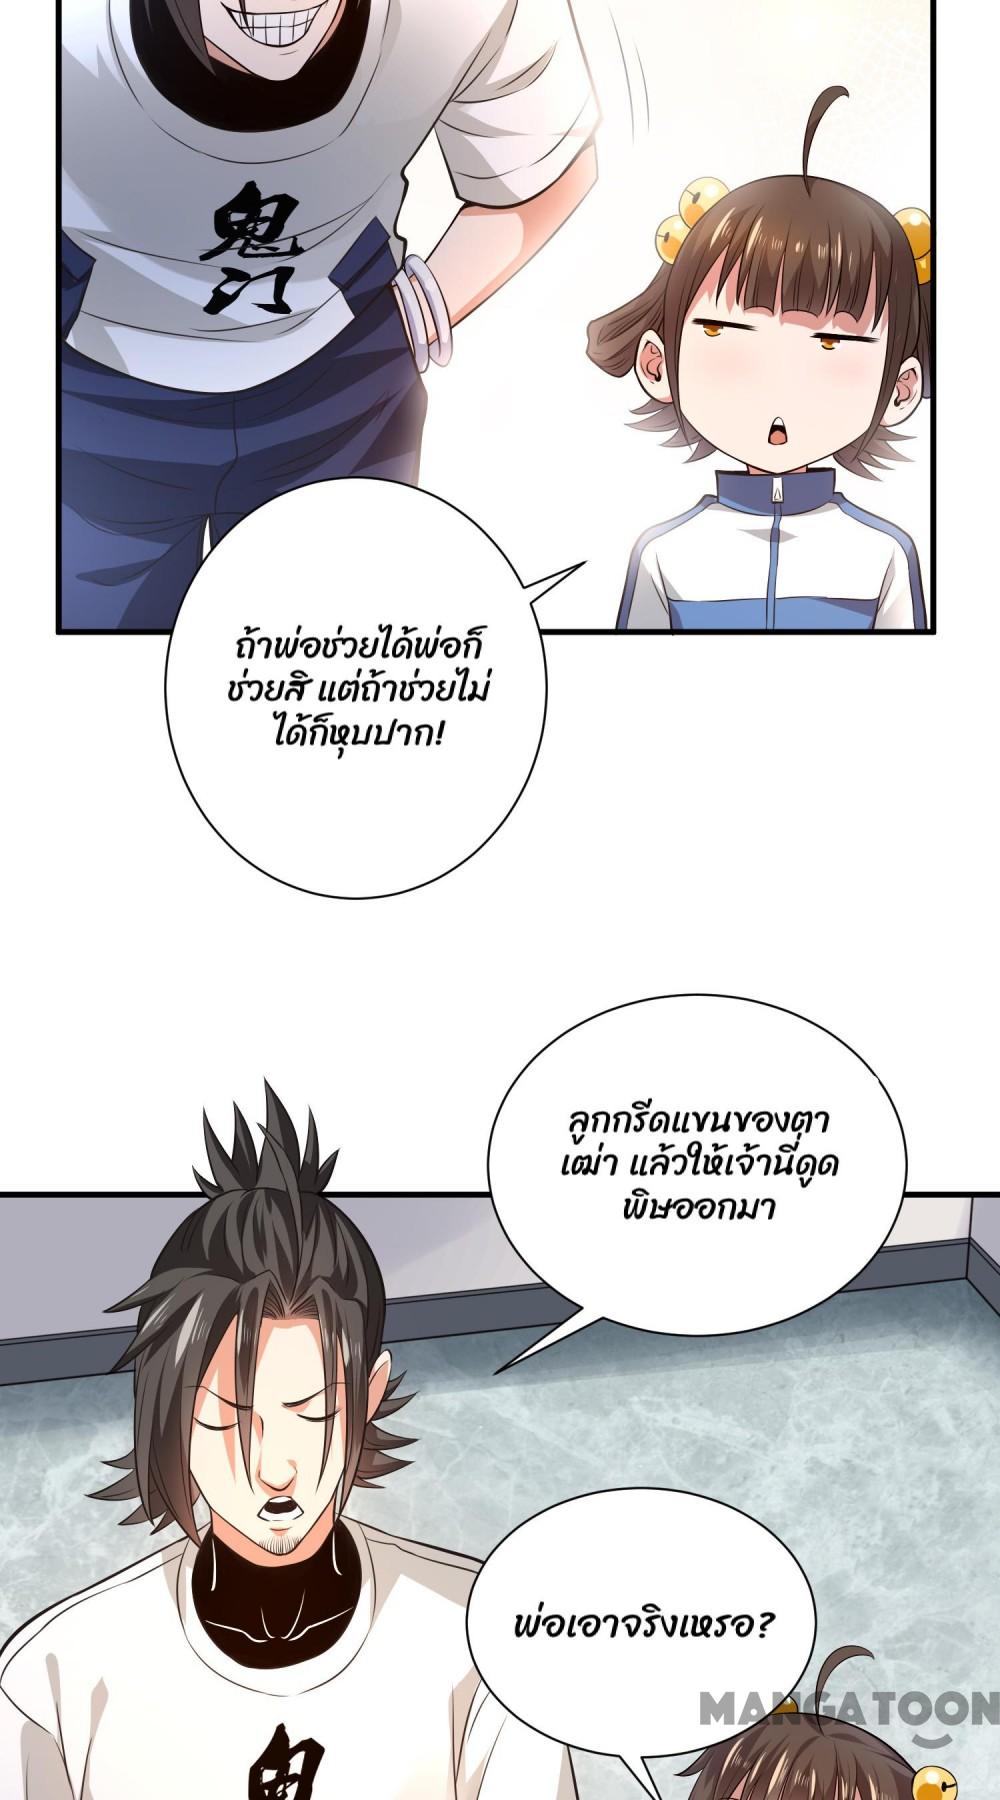 鬼
门
ถ้าพ่อช่วยได้พ่อก็
ช่วยสิ แต่ถ้าช่วยไม่
ได้ก็หุบปาก!
ลูกกรีดแขนของตา
เฒ่า แล้วให้เจ้านี่ดูด
พิษออกมา
พ่อเอาจริงเหรอ?
MANGATOON
鬼